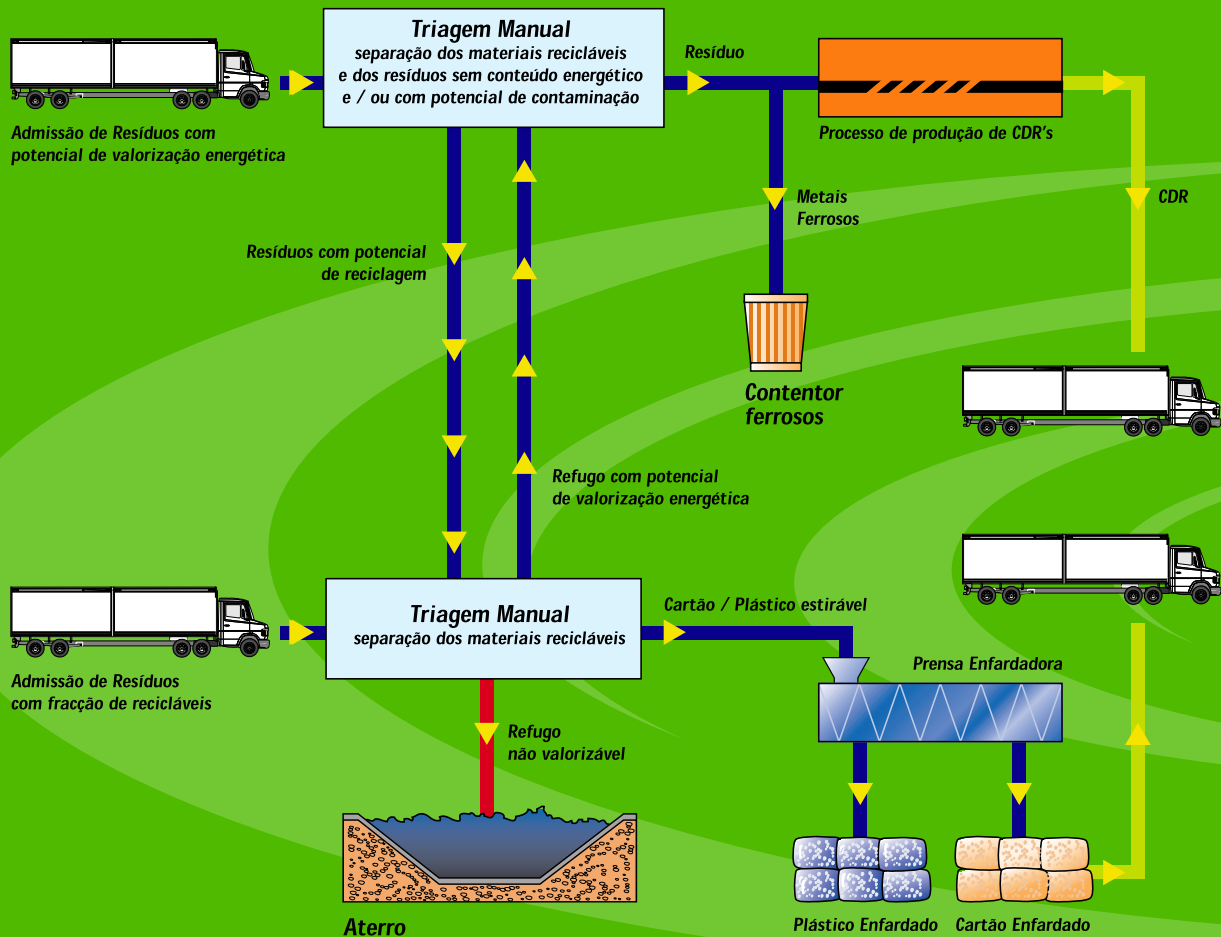 Triagem Manual
separação dos materiais recicláveis
e dos resíduos sem conteúdo energético
e / ou com potencial de contaminação
Resíduo
Admissão de Resíduos com
potencial de valorização energética
Processo de produção de CDR's
Metais
Ferrosos
CDR
Resíduos com potencial
de reciclagem
Contentor
ferrosos
Refugo com potencial
de valorização energética
Triagem Manual
separação dos materiais recicláveis
Cartão / Plástico estirável
Admissão de Resíduos
com fracção de recicláveis
Prensa Enfardadora
Refugo
não valorizável
Aterro
Plástico Enfardado
Cartão Enfardado